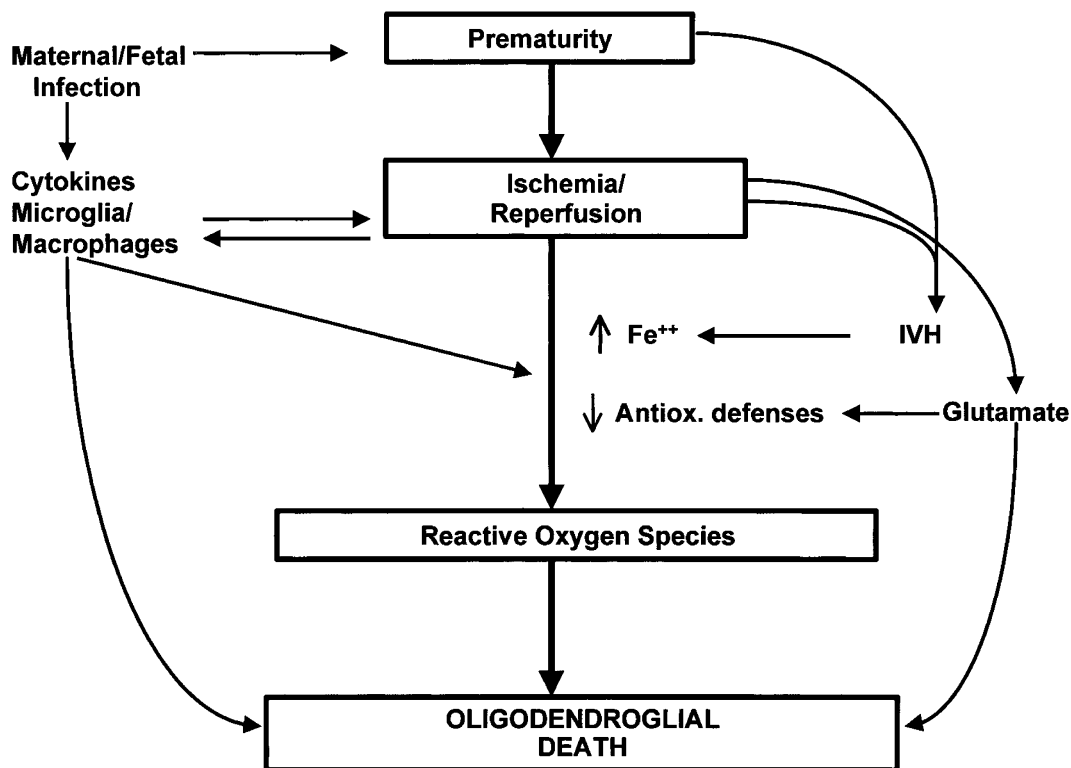 Prematurity
Maternal/Fetal
Infection
Cytokines
Microglia/
Macrophages
Ischemia/
Reperfusion
↑ Fe⁺⁺
IVH
↓ Antiox. defenses
Glutamate
Reactive Oxygen Species
OLIGODENDROGLIAL
DEATH